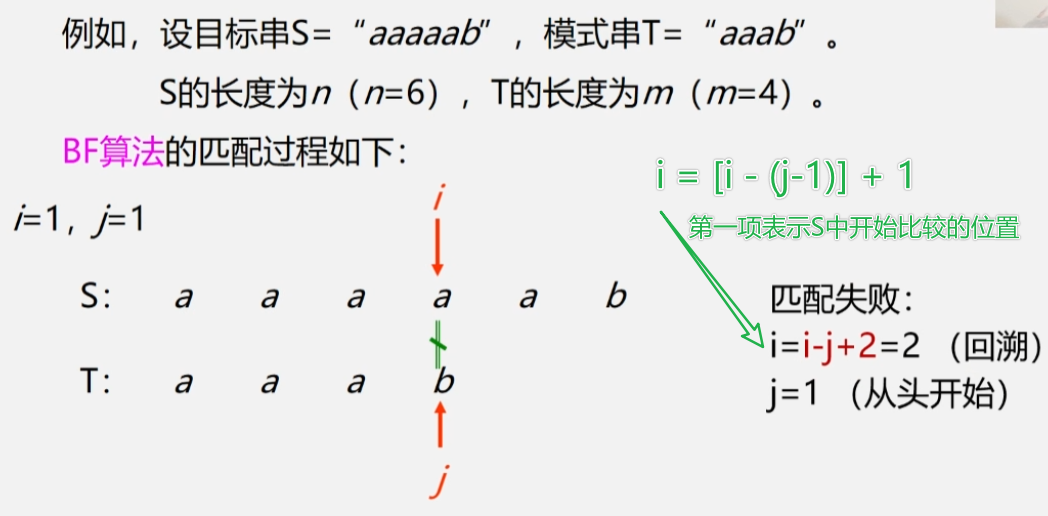 例如，设目标串S=“aaaaab”，模式串T=“aaab”。
S的长度为n（n=6），T的长度为m（m=4）。
BF算法的匹配过程如下：
i = [i - (j-1)] + 1
第一项表示S中开始比较的位置
i=1，j=1
i
S： a a a a a b
匹配失败：
i=i-j+2=2 （回溯）
T： a a a b
j=1 （从头开始）
j